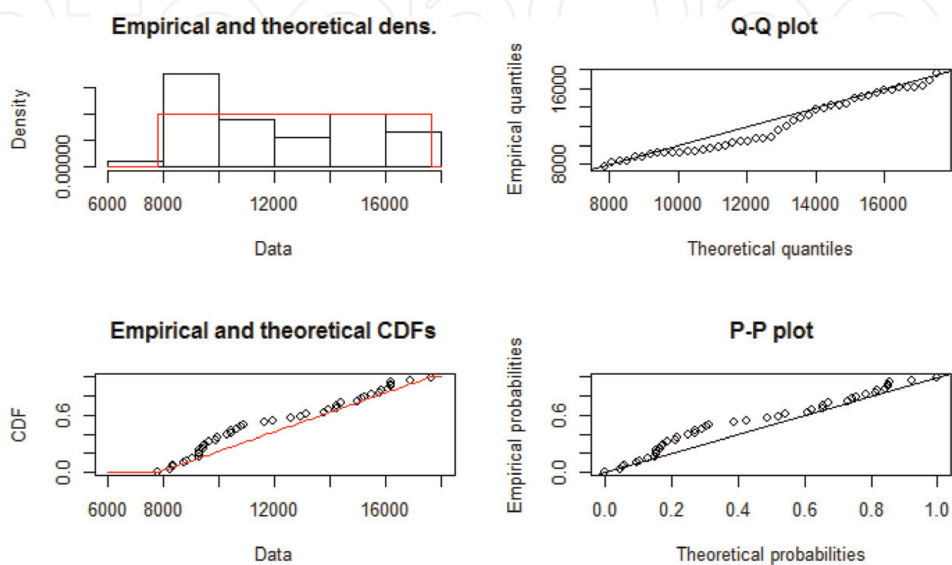 Empirical and theoretical dens.
Density
0.00000
6000 8000 12000 16000
Data
Q-Q plot
Empirical quantiles
8000 16000
8000 10000 12000 14000 16000
Theoretical quantiles
Empirical and theoretical CDFs
CDF
0.0 0.6
6000 8000 12000 16000
Data
P-P plot
Empirical probabilities
0.0 0.6
0.0 0.2 0.4 0.6 0.8 1.0
Theoretical probabilities